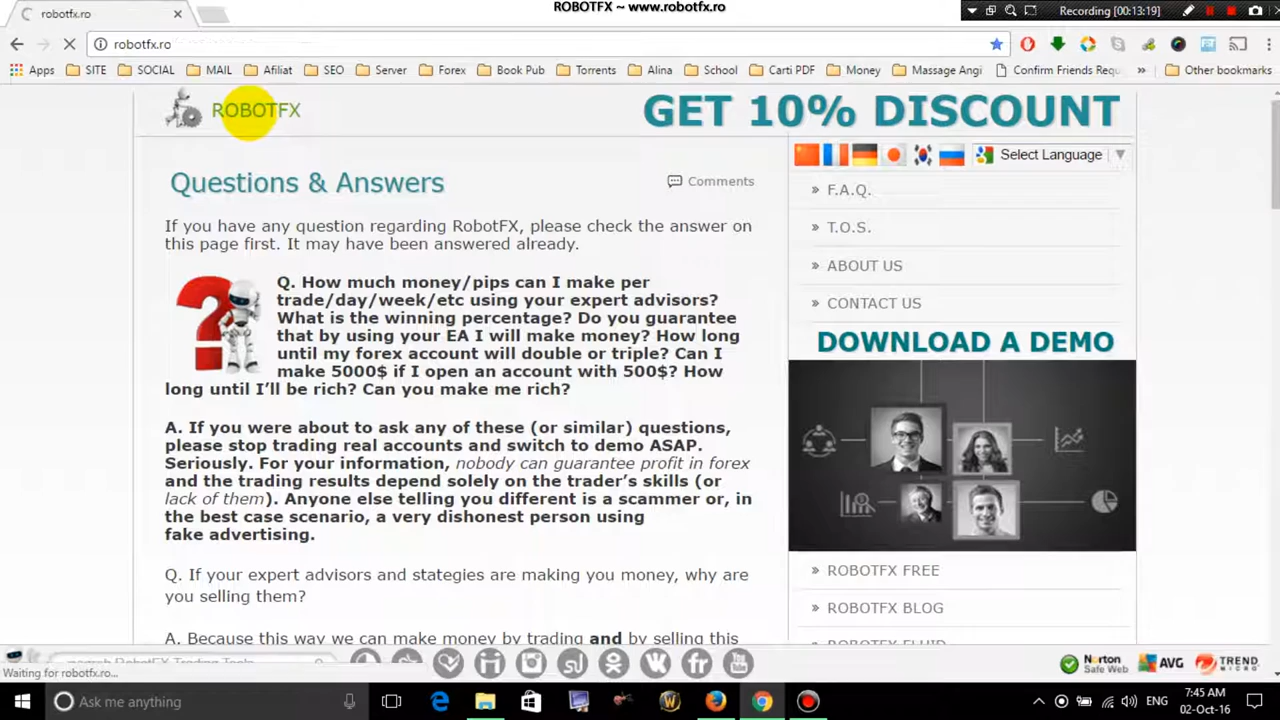 ROBOTFX ~ www.robotfx.ro
robotfx.ro
Recording [00:13:19]
robotfx.ro
Apps SITE SOCIAL MAIL Afiliat SEO Server Forex Book Pub Torrents Alina School Carti PDF Money Massage Angi Confirm Friends Requ » Other bookmarks
ROBOTFX
GET 10% DISCOUNT
Select Language
Questions & Answers
Comments
If you have any question regarding RobotFX, please check the answer on
this page first. It may have been answered already.
Q. How much money/pips can I make per
trade/day/week/etc using your expert advisors?
What is the winning percentage? Do you guarantee
that by using your EA I will make money? How long
until my forex account will double or triple? Can I
make 5000$ if I open an account with 500$? How
long until I'll be rich? Can you make me rich?
A. If you were about to ask any of these (or similar) questions,
please stop trading real accounts and switch to demo ASAP.
Seriously. For your information, nobody can guarantee profit in forex
and the trading results depend solely on the trader's skills (or
lack of them). Anyone else telling you different is a scammer or, in
the best case scenario, a very dishonest person using
fake advertising.
Q. If your expert advisors and stategies are making you money, why are
you selling them?
A. Because this way we can make money by trading and by selling this
» F.A.Q.
» T.O.S.
» ABOUT US
» CONTACT US
DOWNLOAD A DEMO
» ROBOTFX FREE
» ROBOTFX BLOG
ROBOTFX FLUID
search RobotFX Trading Tools
Norton
Safe Web
AVG
TREND
MICRO
Waiting for robotfx.ro...
Ask me anything
ENG
7:45 AM
02-Oct-16